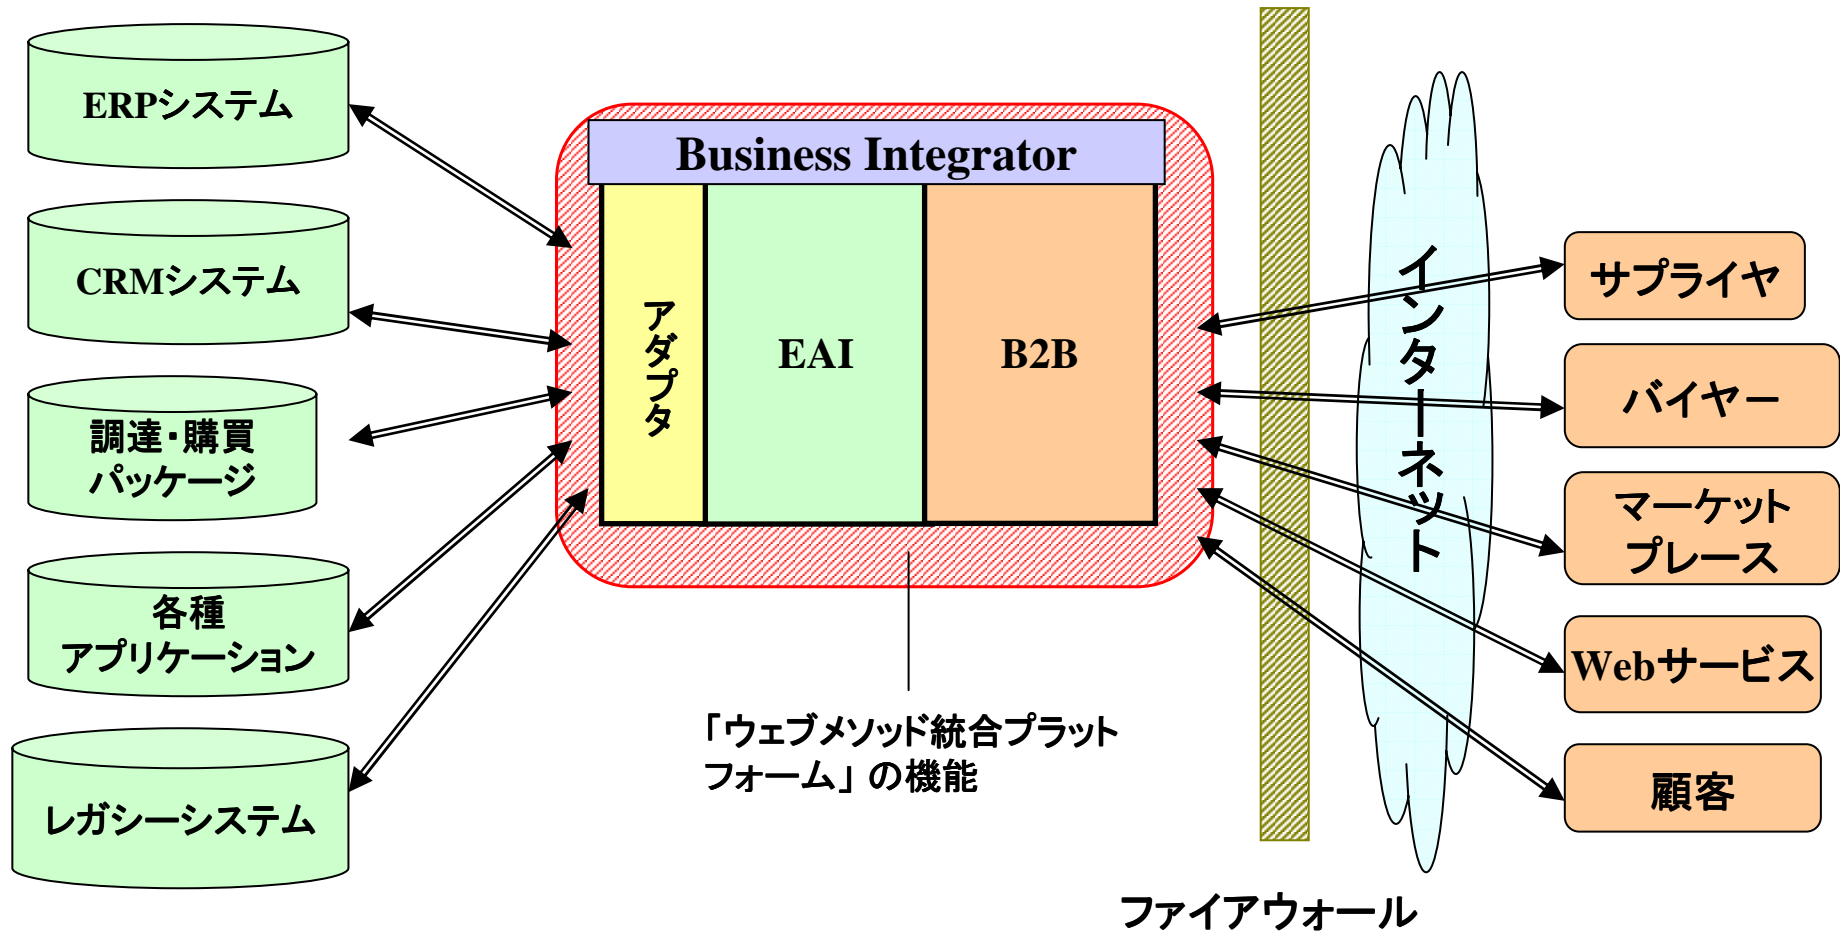 ERPシステム
CRMシステム
調達・購買
パッケージ
各種
アプリケーション
レガシーシステム
Business Integrator
アダプタ
EAI
B2B
「ウェブメソッド統合プラット
フォーム」の機能
ファイアウォール
インターネット
サプライヤ
バイヤー
マーケット
プレース
Webサービス
顧客